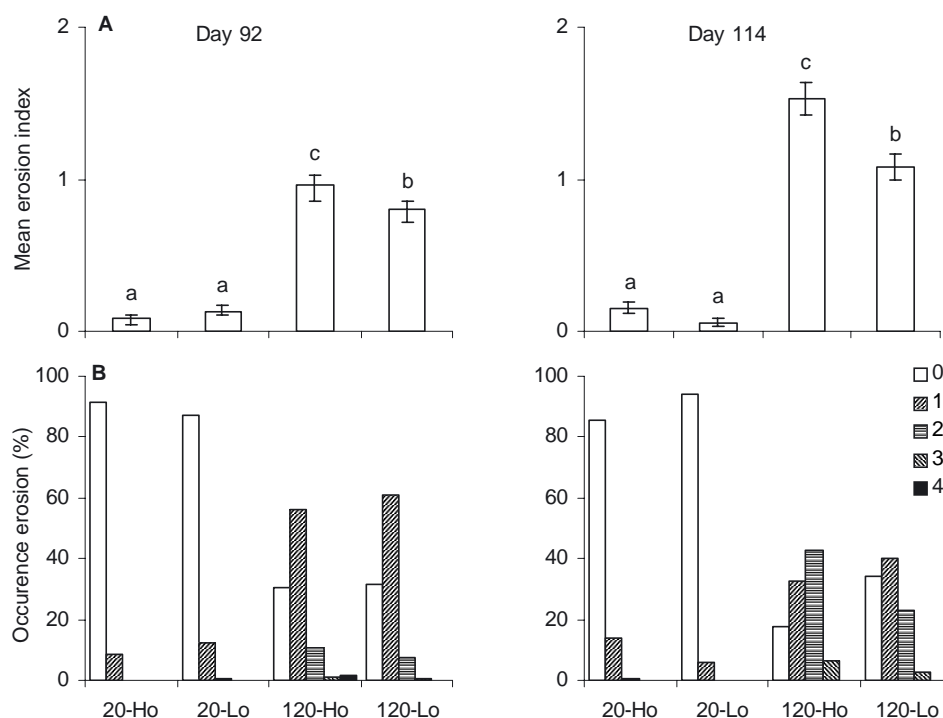 A
Day 92
Day 114
2
1
0
Mean erosion index
a
a
c
b
2
1
0
a
a
c
b
B
100
80
60
40
20
0
Occurence erosion (%)
20-Ho
20-Lo
120-Ho
120-Lo
100
80
60
40
20
0
20-Ho
20-Lo
120-Ho
120-Lo
0
1
2
3
4